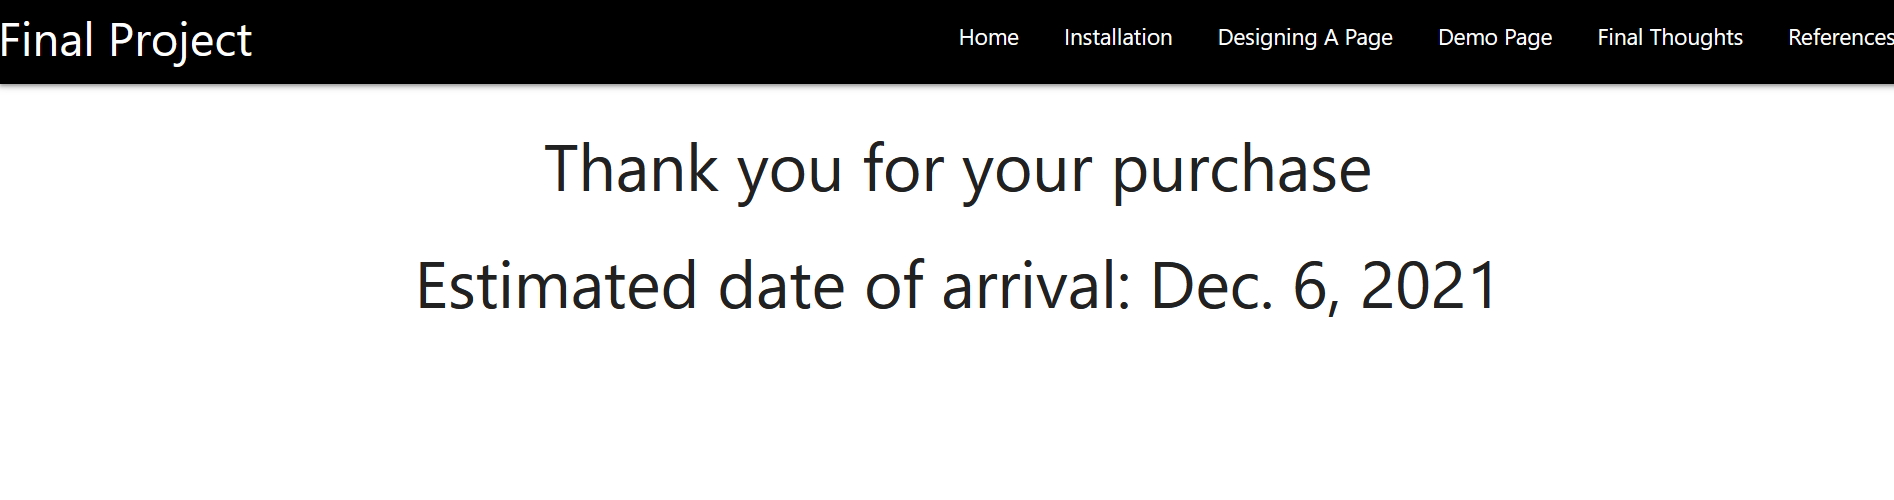 Final Project
Home Installation Designing A Page Demo Page Final Thoughts References
Thank you for your purchase
Estimated date of arrival: Dec. 6, 2021